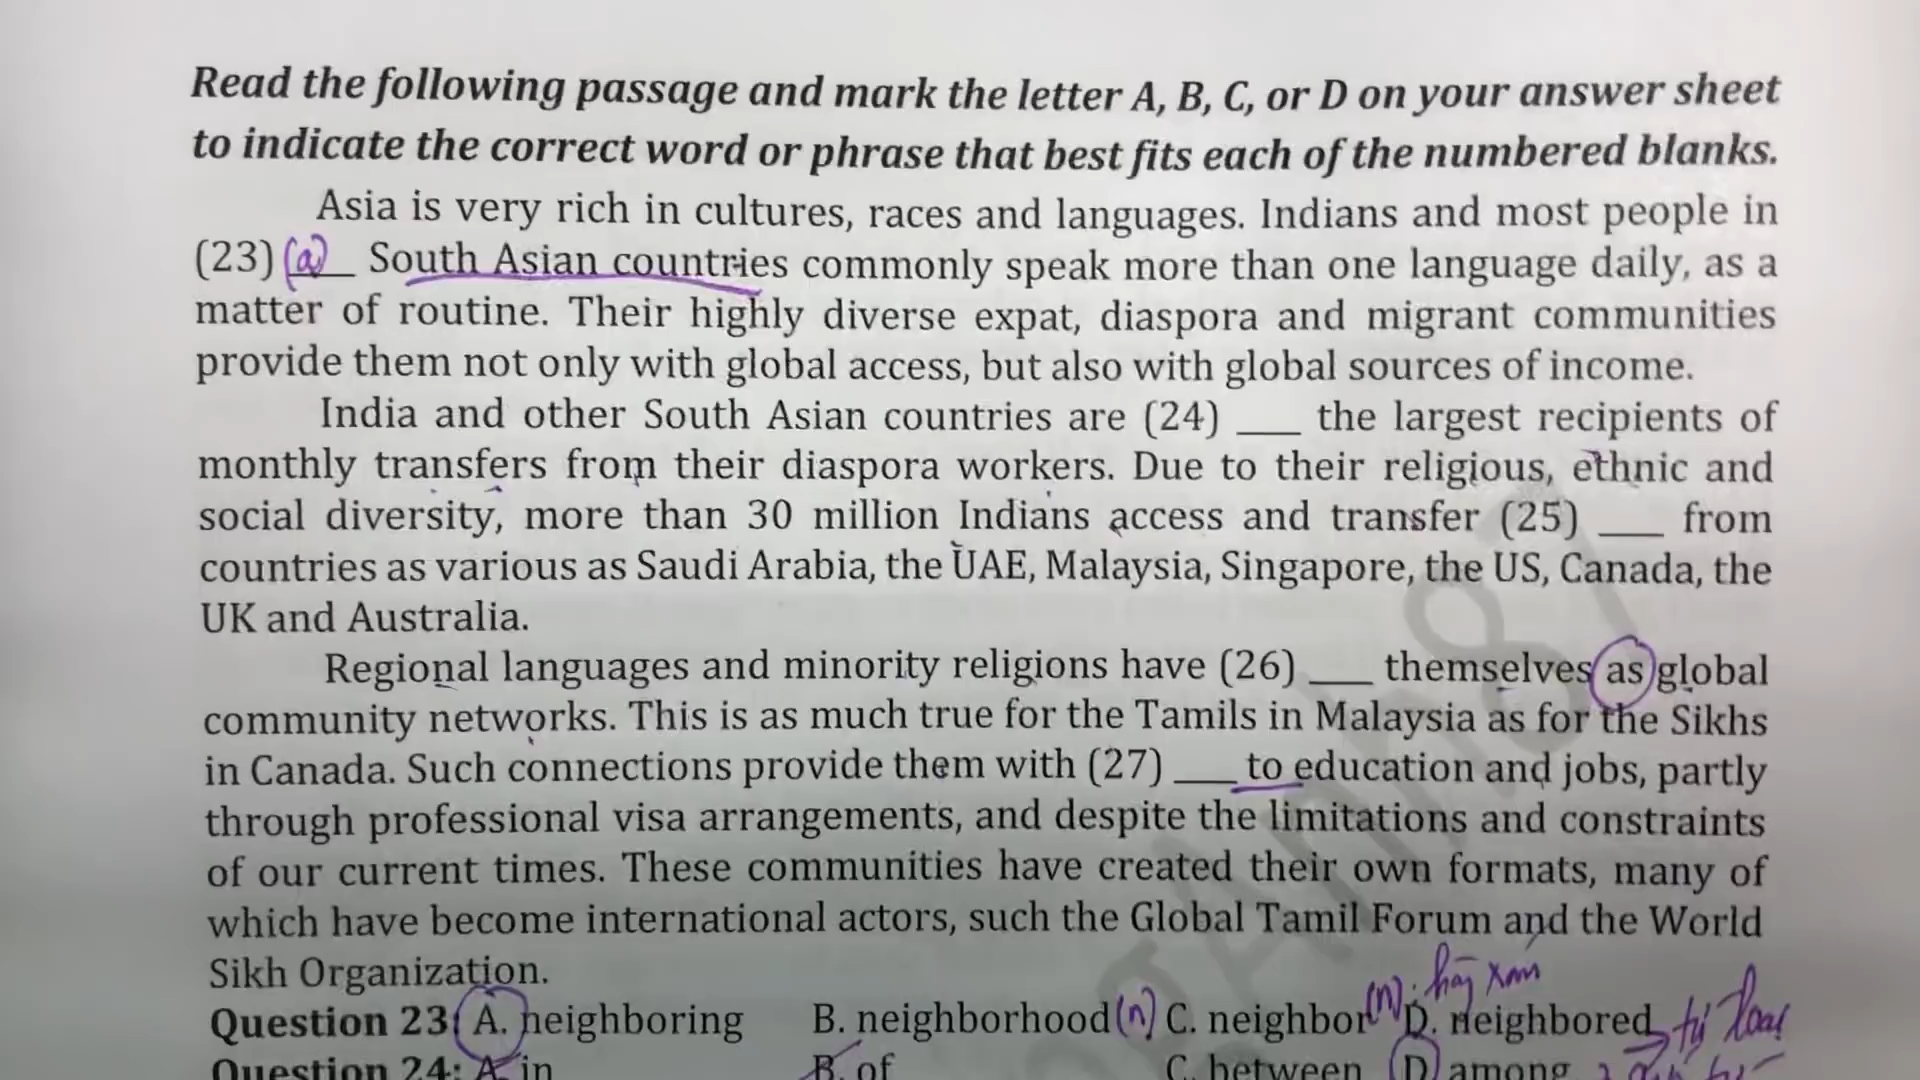 Read the following passage and mark the letter A, B, C, or D on your answer sheet
to indicate the correct word or phrase that best fits each of the numbered blanks.
Asia is very rich in cultures, races and languages. Indians and most people in
(23) (a) ___ South Asian countries commonly speak more than one language daily, as a
matter of routine. Their highly diverse expat, diaspora and migrant communities
provide them not only with global access, but also with global sources of income.
India and other South Asian countries are (24) ___ the largest recipients of
monthly transfers from their diaspora workers. Due to their religious, ethnic and
social diversity, more than 30 million Indians access and transfer (25) ___ from
countries as various as Saudi Arabia, the UAE, Malaysia, Singapore, the US, Canada, the
UK and Australia.
Regional languages and minority religions have (26) ___ themselves as global
community networks. This is as much true for the Tamils in Malaysia as for the Sikhs
in Canada. Such connections provide them with (27) ___ to education and jobs, partly
through professional visa arrangements, and despite the limitations and constraints
of our current times. These communities have created their own formats, many of
which have become international actors, such the Global Tamil Forum and the World
Sikh Organization.
Question 23 A. neighboring B. neighborhood (n) C. neighbor (n) D. neighbored
Question 24: A. in B. of C. between D among